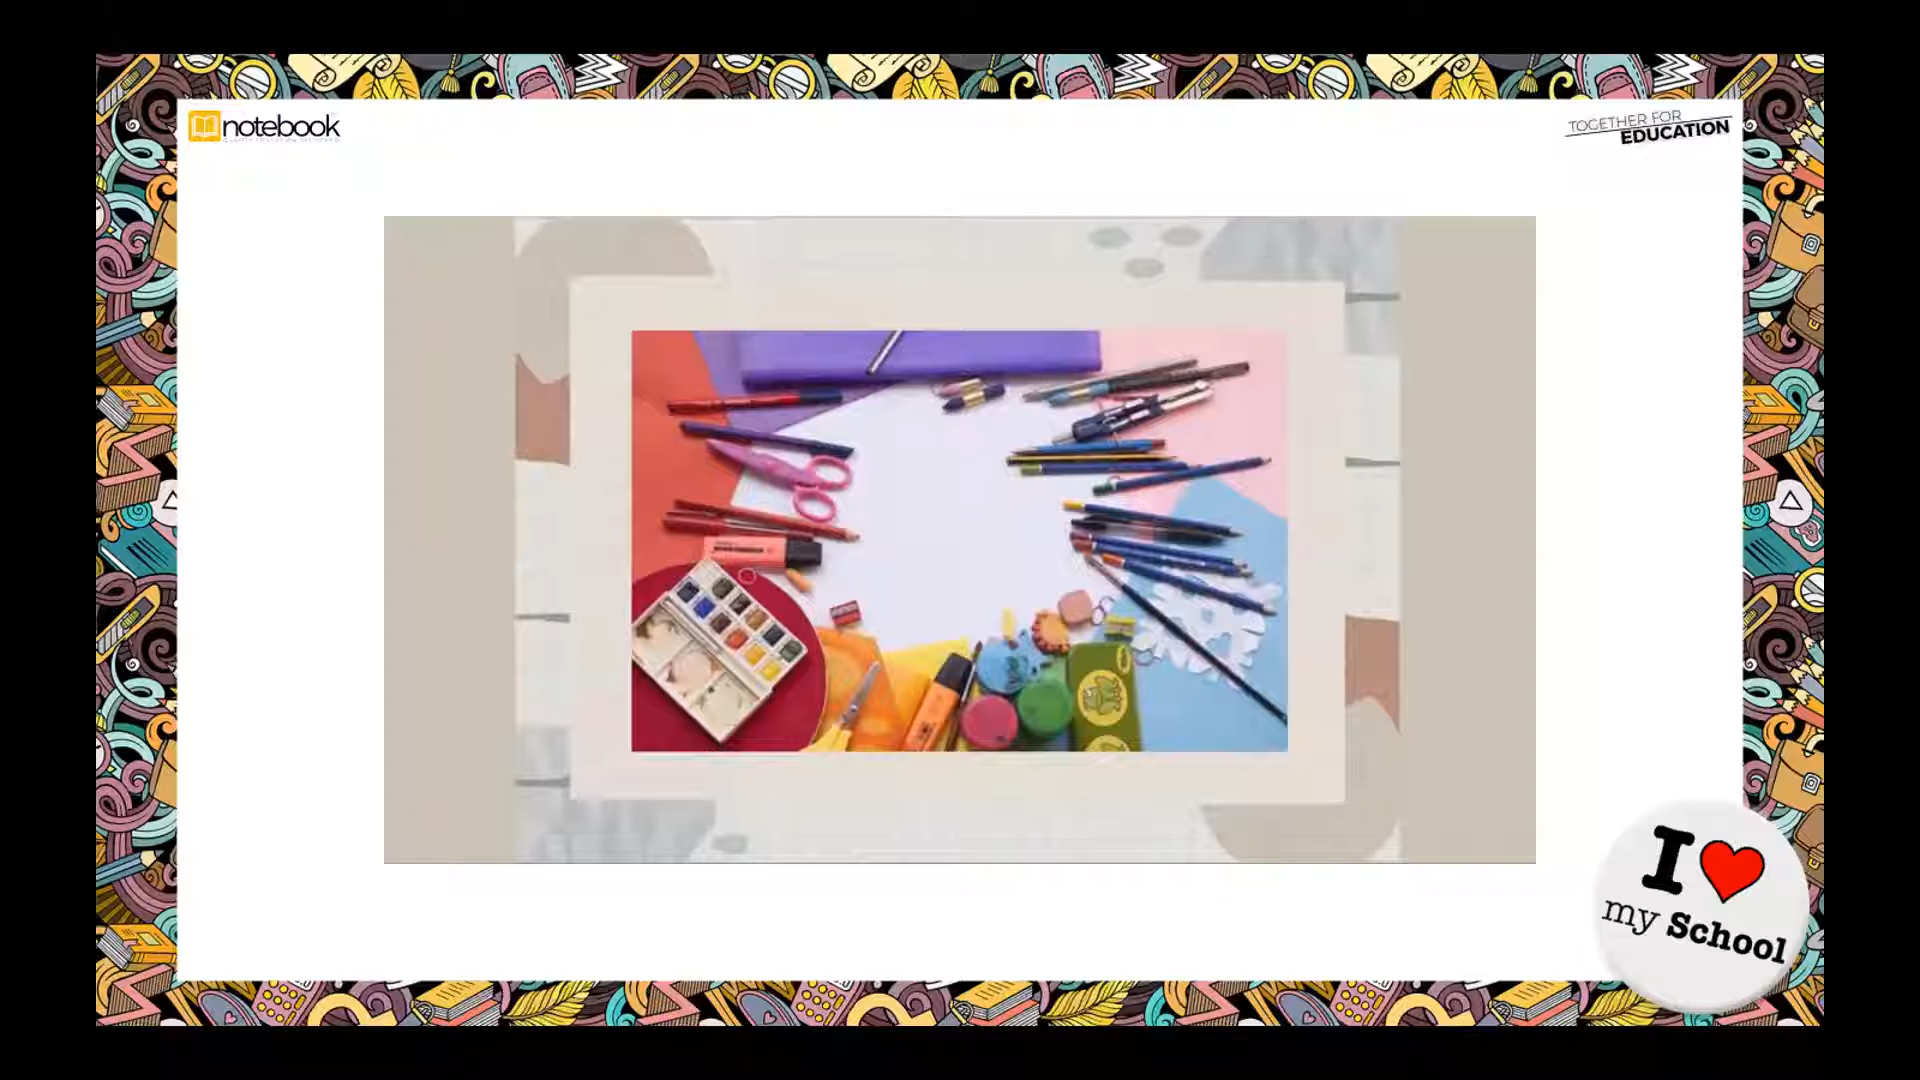 notebook
TOGETHER FOR
EDUCATION
I
my School